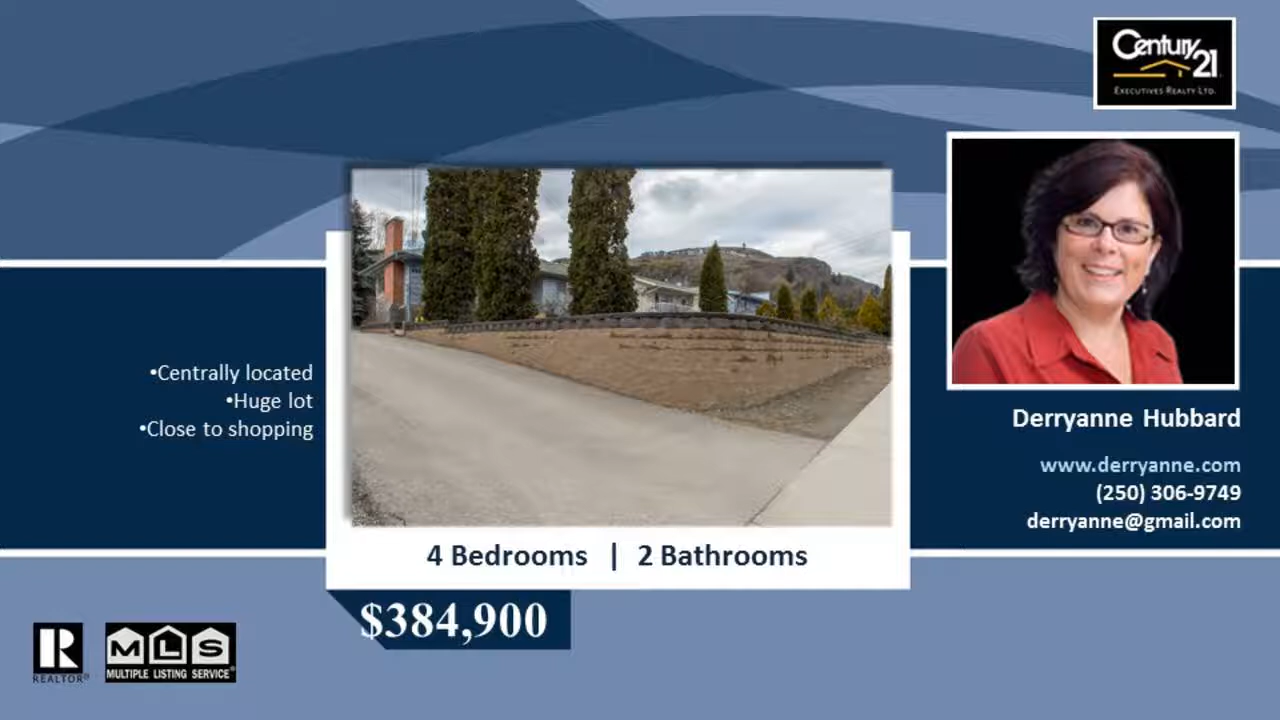 Century 21
EXECUTIVES REALTY LTD.
•Centrally located
•Huge lot
•Close to shopping
Derryanne Hubbard
www.derryanne.com
(250) 306-9749
derryanne@gmail.com
4 Bedrooms | 2 Bathrooms
$384,900
R
REALTOR®
MLS
MULTIPLE LISTING SERVICE®